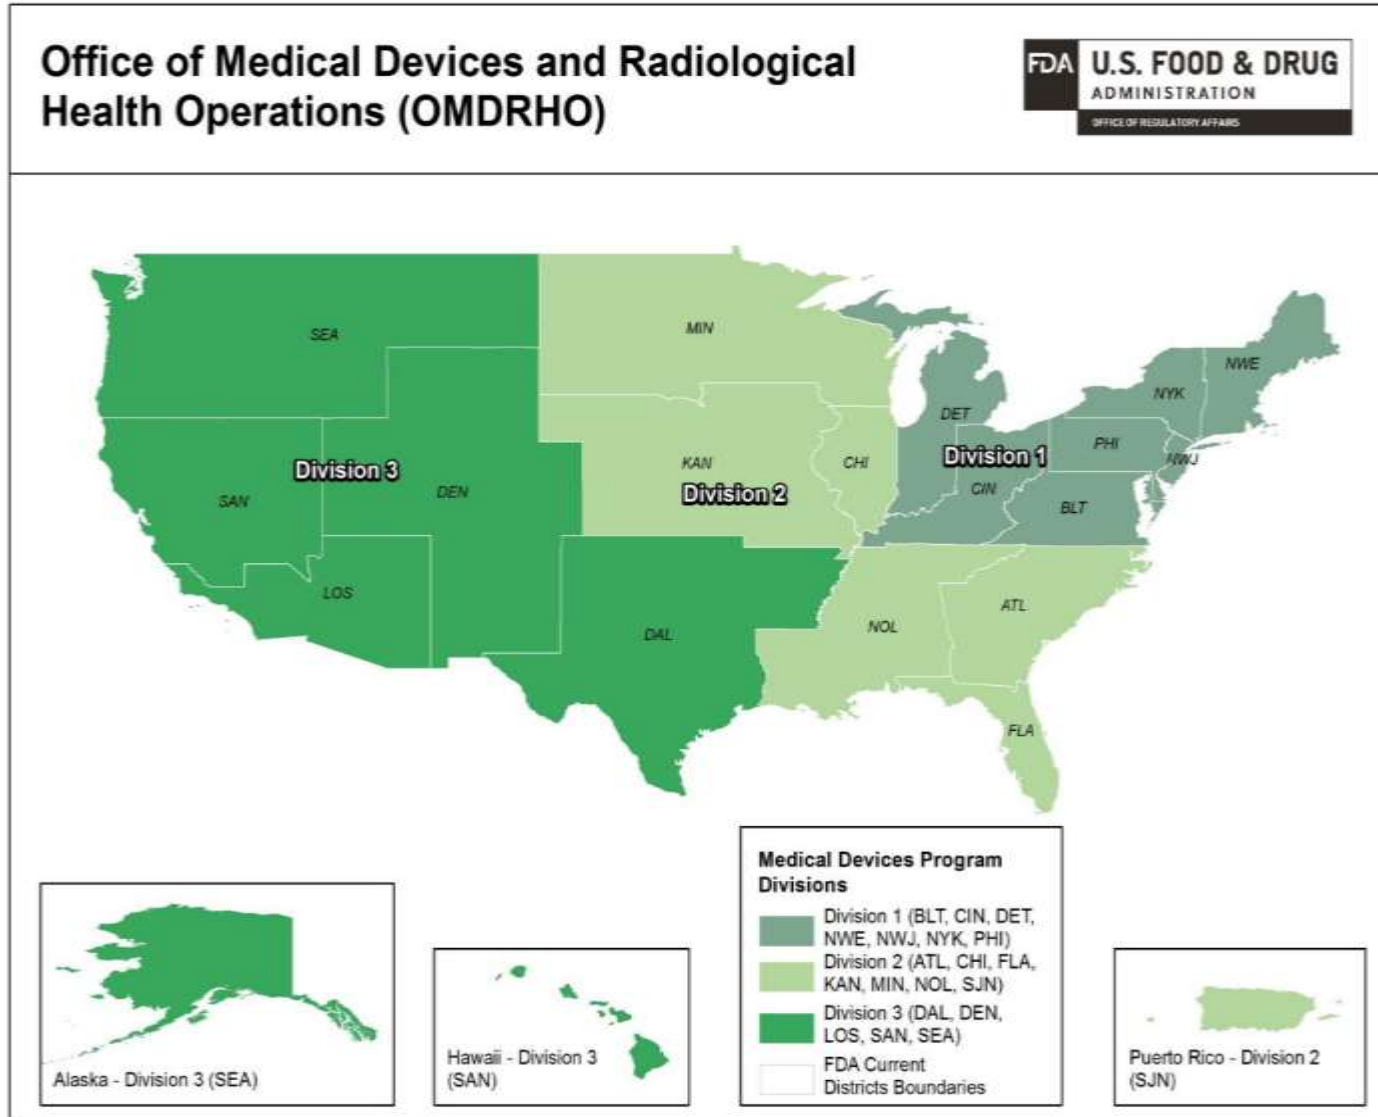 Office of Medical Devices and Radiological
Health Operations (OMDRHO)
FDA
U.S. FOOD & DRUG
ADMINISTRATION
OFFICE OF REGULATORY AFFAIRS
SEA
MIN
NWE
NYK
DET
PHI
NWJ
Division 1
Division 3
KAN
CHI
DEN
Division 2
SAN
CIN
BLT
LOS
ATL
NOL
DAL
FLA
Medical Devices Program
Divisions
Division 1 (BLT, CIN, DET,
NWE, NWJ, NYK, PHI)
Division 2 (ATL, CHI, FLA,
KAN, MIN, NOL, SJN)
Division 3 (DAL, DEN,
LOS, SAN, SEA)
FDA Current
Districts Boundaries
Alaska - Division 3 (SEA)
Hawaii - Division 3
(SAN)
Puerto Rico - Division 2
(SJN)